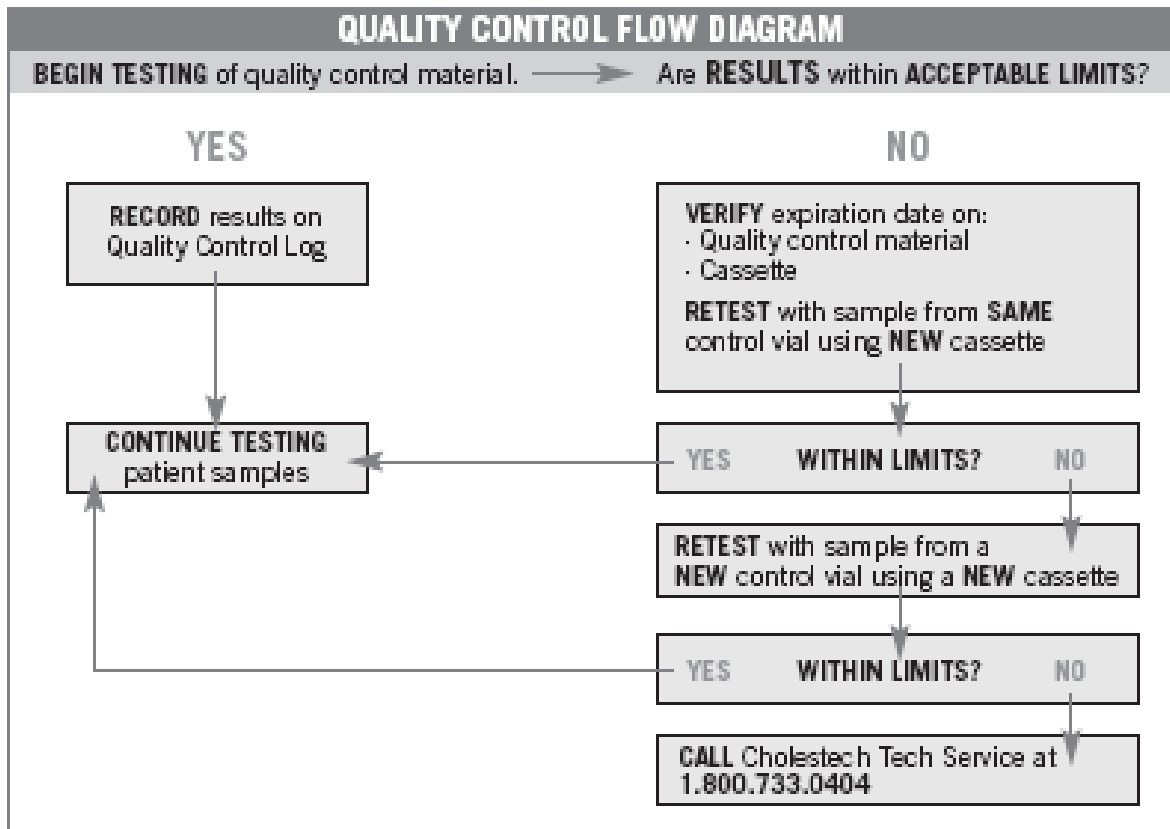 QUALITY CONTROL FLOW DIAGRAM
BEGIN TESTING of quality control material. Are RESULTS within ACCEPTABLE LIMITS?
YES
RECORD results on
Quality Control Log
CONTINUE TESTING
patient samples
NO
VERIFY expiration date on:
· Quality control material
· Cassette
RETEST with sample from SAME
control vial using NEW cassette
YES WITHIN LIMITS? NO
RETEST with sample from a
NEW control vial using a NEW cassette
YES WITHIN LIMITS? NO
CALL Cholestech Tech Service at
1.800.733.0404